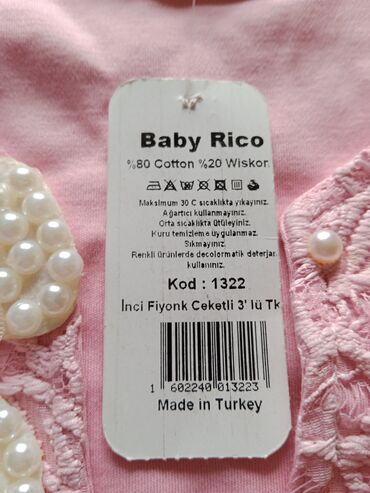 Baby Rico
%80 Cotton %20 Wiskon
Maksimum 30 C sıcaklıkta yıkayınız.
Ağartıcı kullanmayınız.
Orta sıcaklıkta ütüleyiniz.
Kuru temizleme uygulanmaz.
Sıkmayınız.
Renkli ürünlerde decolormatik deterjan
kullanınız.
Kod : 1322
İnci Fiyonk Ceketli 3' lü Tk
1 602240 013223
Made in Turkey